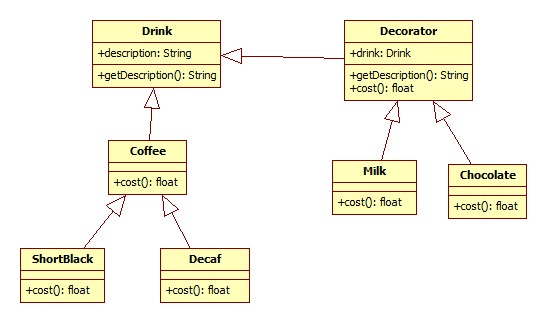 Drink
+description: String
+getDescription(): String
Decorator
+drink: Drink
+getDescription(): String
+cost(): float
Coffee
+cost(): float
Milk
+cost(): float
Chocolate
+cost(): float
ShortBlack
+cost(): float
Decaf
+cost(): float